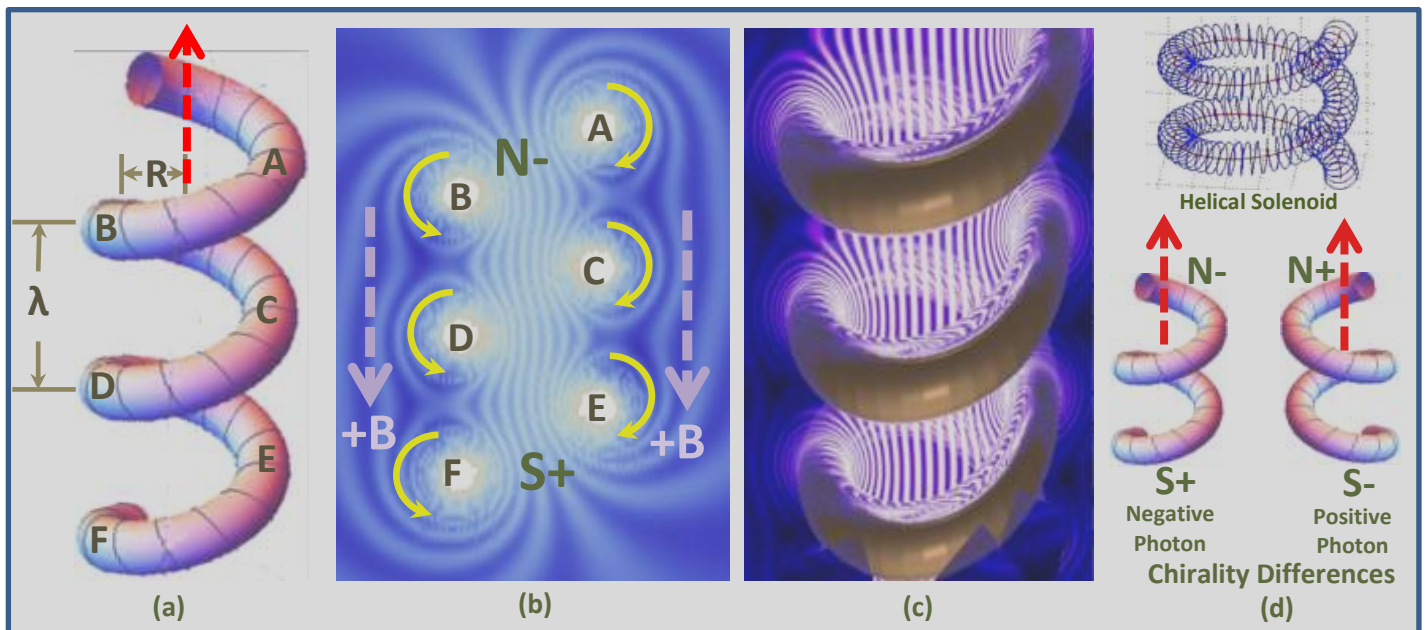 A
R
B
λ
C
D
E
F
(a)
A
N-
B
C
D
E
+B
+B
F
S+
(b)
(c)
Helical Solenoid
N-
N+
S+
S-
Negative
Photon
Positive
Photon
Chirality Differences
(d)